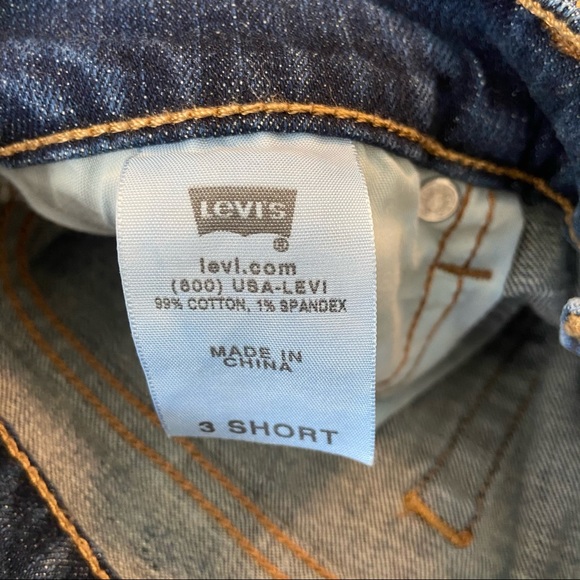 LEVI'S
®
levi.com
(800) USA-LEVI
99% COTTON, 1% SPANDEX
MADE IN
CHINA
3 SHORT